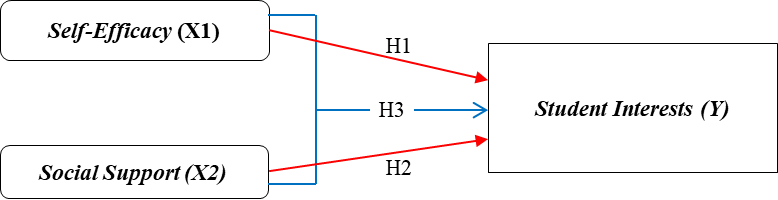 Self-Efficacy (X1)
H1
Student Interests (Y)
H3
Social Support (X2)
H2